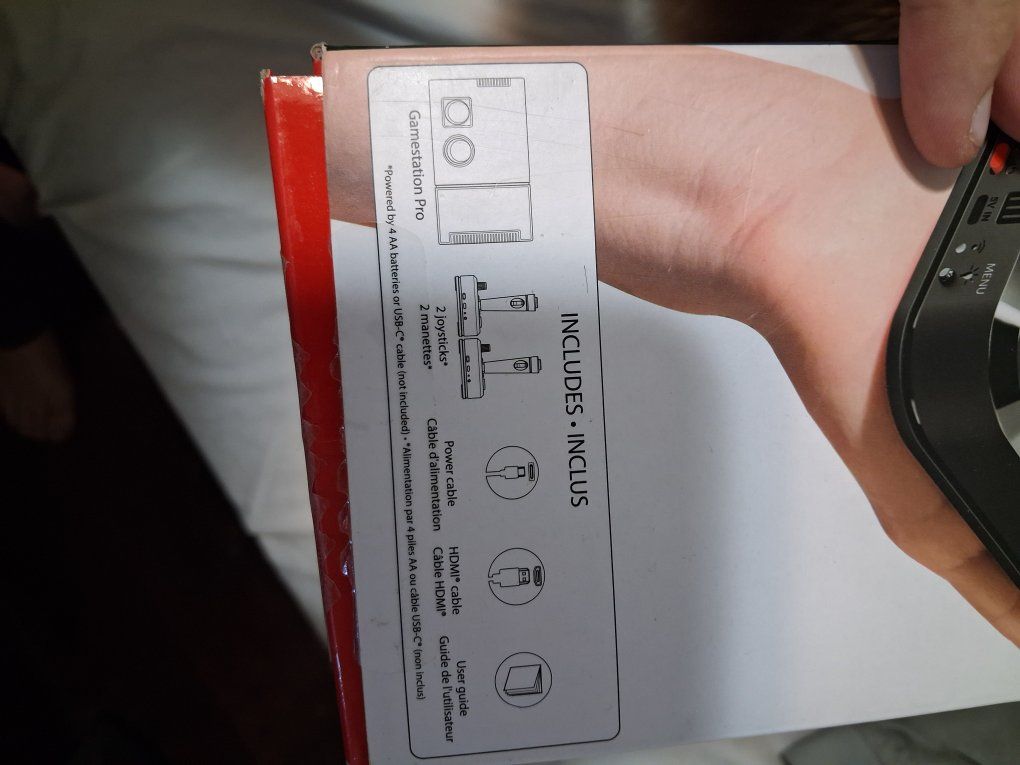 INCLUDES • INCLUS
Gamestation Pro
2 joysticks*
2 manettes*
Power cable
Câble d'alimentation
HDMI® cable
Câble HDMI®
User guide
Guide de l'utilisateur
*Powered by 4 AA batteries or USB-C® cable (not included) • *Alimentation par 4 piles AA ou câble USB-C® (non inclus)
5V IN
MENU